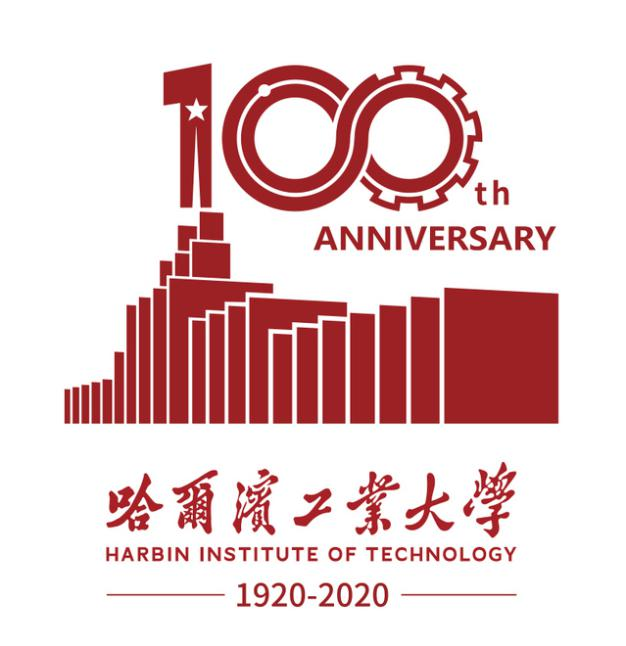 100th
ANNIVERSARY
哈爾濱工業大學
HARBIN INSTITUTE OF TECHNOLOGY
1920-2020